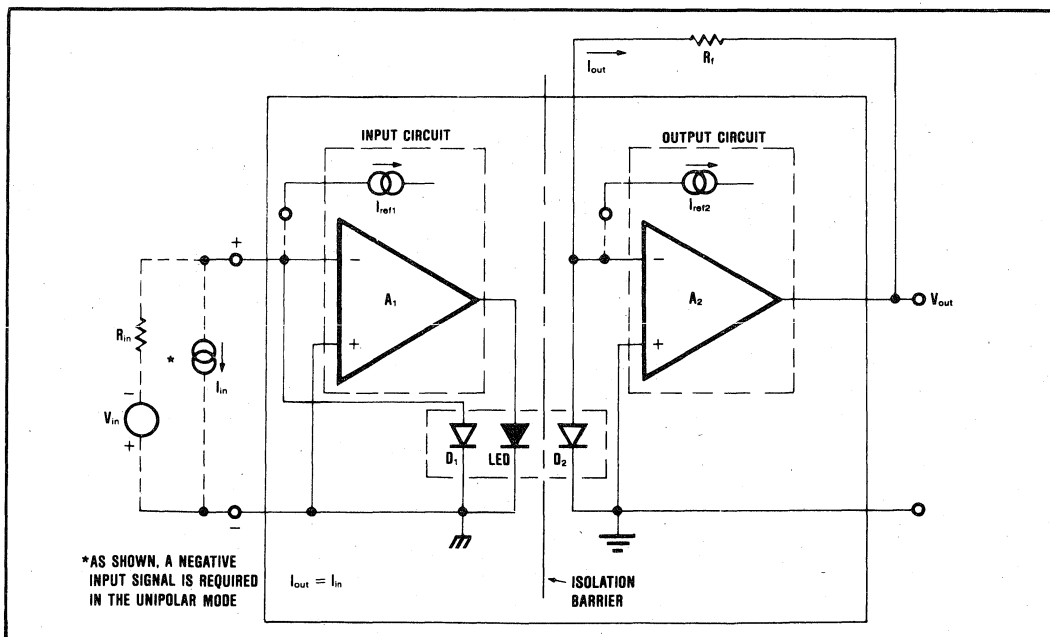 I_out
R_f
INPUT CIRCUIT
OUTPUT CIRCUIT
I_ref1
I_ref2
+
−
−
A₁
A₂
V_out
R_in
*
I_in
+
+
−
V_in
+
D₁
LED
D₂
−
*AS SHOWN, A NEGATIVE
INPUT SIGNAL IS REQUIRED
IN THE UNIPOLAR MODE
I_out = I_in
ISOLATION
BARRIER